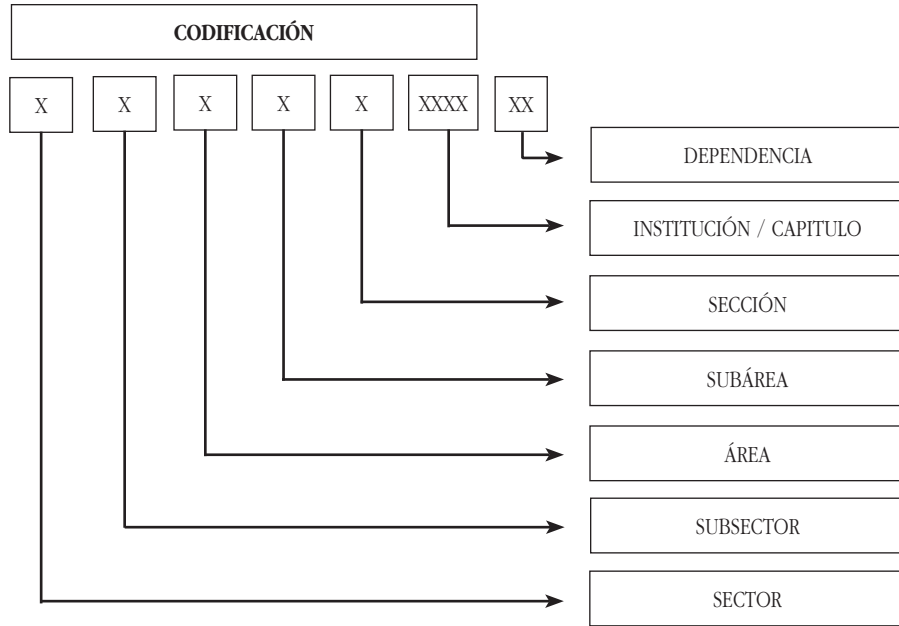 CODIFICACIÓN
X X X X X XXXX XX
DEPENDENCIA
INSTITUCIÓN / CAPITULO
SECCIÓN
SUBÁREA
ÁREA
SUBSECTOR
SECTOR